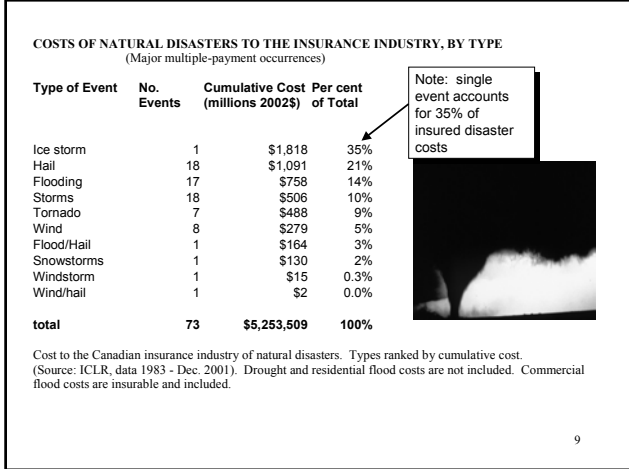 COSTS OF NATURAL DISASTERS TO THE INSURANCE INDUSTRY, BY TYPE
(Major multiple-payment occurrences)
Type of Event No. Cumulative Cost Per cent
Events (millions 2002$) of Total
Note: single
event accounts
for 35% of
insured disaster
costs
Ice storm 1 $1,818 35%
Hail 18 $1,091 21%
Flooding 17 $758 14%
Storms 18 $506 10%
Tornado 7 $488 9%
Wind 8 $279 5%
Flood/Hail 1 $164 3%
Snowstorms 1 $130 2%
Windstorm 1 $15 0.3%
Wind/hail 1 $2 0.0%
total 73 $5,253,509 100%
Cost to the Canadian insurance industry of natural disasters. Types ranked by cumulative cost.
(Source: ICLR, data 1983 - Dec. 2001). Drought and residential flood costs are not included. Commercial
flood costs are insurable and included.
9